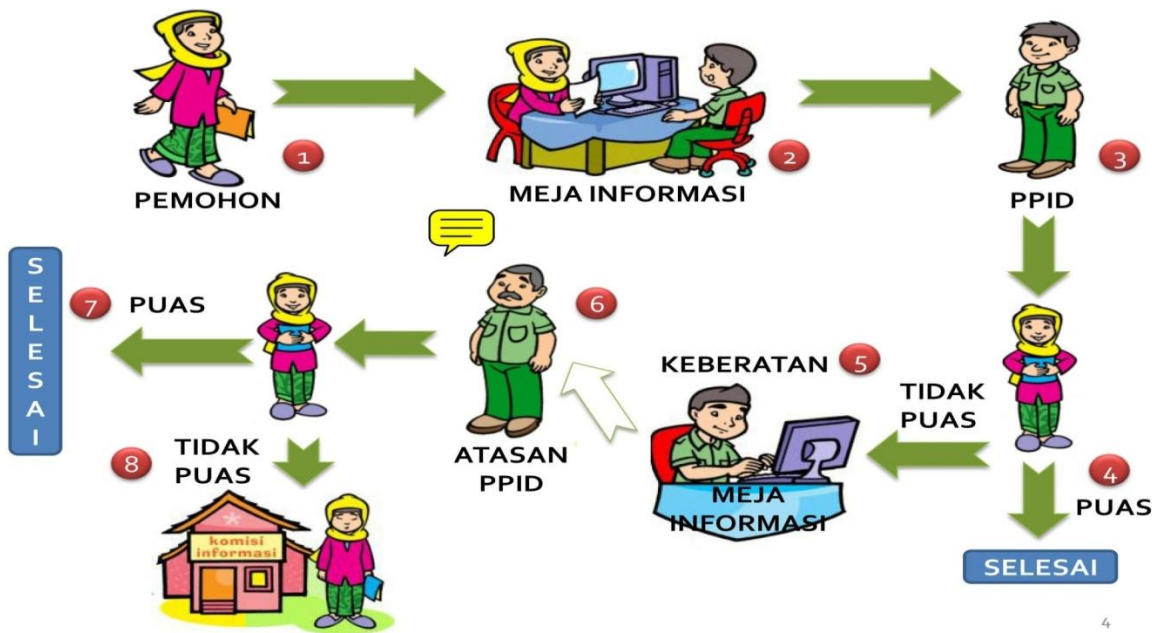 1
PEMOHON
2
MEJA INFORMASI
3
PPID
4
PUAS
SELESAI
TIDAK
PUAS
KEBERATAN
5
MEJA
INFORMASI
6
ATASAN
PPID
7
PUAS
SELESAI
8
TIDAK
PUAS
komisi
informasi
4